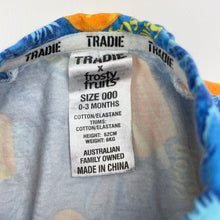 TRADIE
TRADIE
TRADIE
TRADIE
x
frosty
fruits
SIZE 000
0-3 MONTHS
COTTON/ELASTANE
TRIMS:
COTTON/ELASTANE
HEIGHT: 62CM
WEIGHT: 6KG
AUSTRALIAN
FAMILY OWNED
MADE IN CHINA